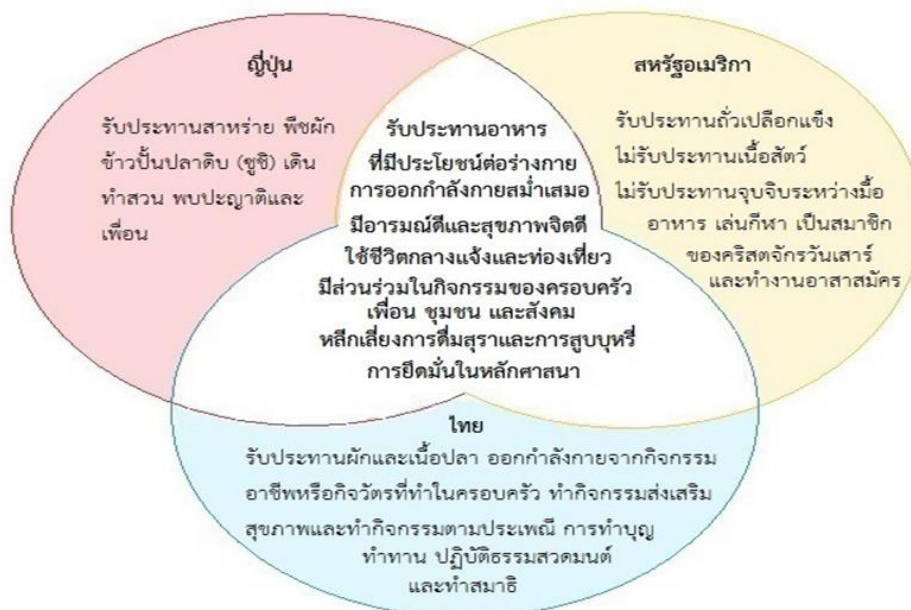 ญี่ปุ่น
รับประทานสาหร่าย พืชผัก
ข้าวปั้นปลาดิบ (ซูชิ) เดิน
ทำสวน พบปะญาติและ
เพื่อน
สหรัฐอเมริกา
รับประทานถั่วเปลือกแข็ง
ไม่รับประทานเนื้อสัตว์
ไม่รับประทานจุบจิบระหว่างมื้อ
อาหาร เล่นกีฬา เป็นสมาชิก
ของคริสตจักรวันเสาร์
และทำงานอาสาสมัคร
รับประทานอาหาร
ที่มีประโยชน์ต่อร่างกาย
การออกกำลังกายสม่ำเสมอ
มีอารมณ์ดีและสุขภาพจิตดี
ใช้ชีวิตกลางแจ้งและท่องเที่ยว
มีส่วนร่วมในกิจกรรมของครอบครัว
เพื่อน ชุมชน และสังคม
หลีกเลี่ยงการดื่มสุราและการสูบบุหรี่
การยึดมั่นในหลักศาสนา
ไทย
รับประทานผักและเนื้อปลา ออกกำลังกายจากกิจกรรม
อาชีพหรือกิจวัตรที่ทำในครอบครัว ทำกิจกรรมส่งเสริม
สุขภาพและทำกิจกรรมตามประเพณี การทำบุญ
ทำทาน ปฏิบัติธรรมสวดมนต์
และทำสมาธิ